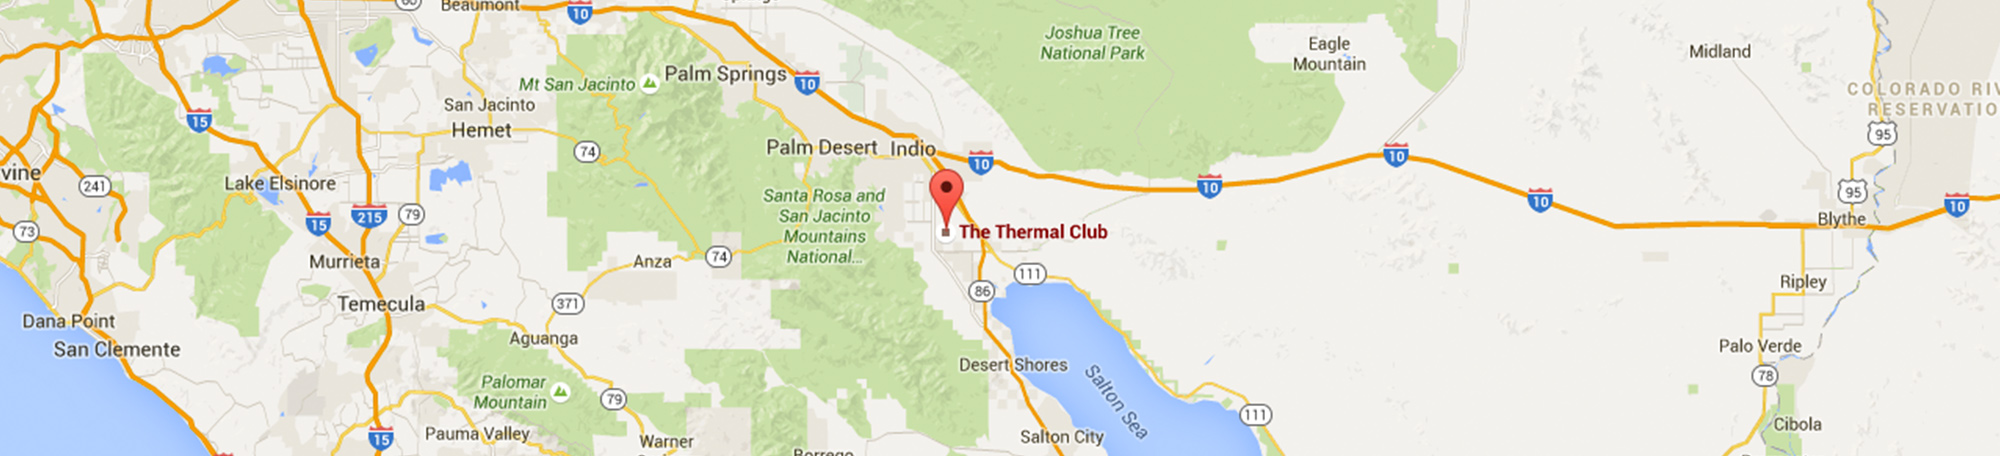 Beaumont
60
10
Joshua Tree
National Park
Eagle
Mountain
Midland
COLORADO RIV
RESERVATIO
Mt San Jacinto
Palm Springs
10
San Jacinto
Hemet
15
74
Palm Desert
Indio
10
10
10
95
vine
241
Lake Elsinore
Santa Rosa and
San Jacinto
Mountains
National...
10
95
10
Blythe
73
15
215
79
The Thermal Club
Murrieta
Anza
74
111
86
Ripley
Temecula
371
Dana Point
San Clemente
Aguanga
Desert Shores
Palo Verde
78
Palomar
Mountain
79
Salton Sea
111
15
Pauma Valley
Warner
Salton City
Cibola
Borrego